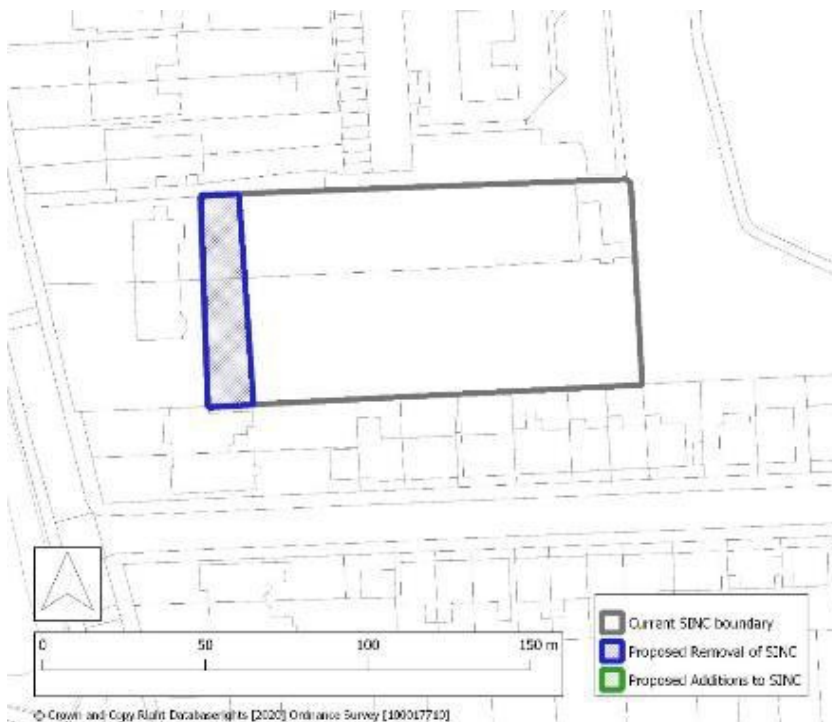 Current SINC boundary
Proposed Removal of SINC
Proposed Additions to SINC
0 50 100 150 m
© Crown and Copy Right Databaserights [2020] Ordnance Survey [100017710]